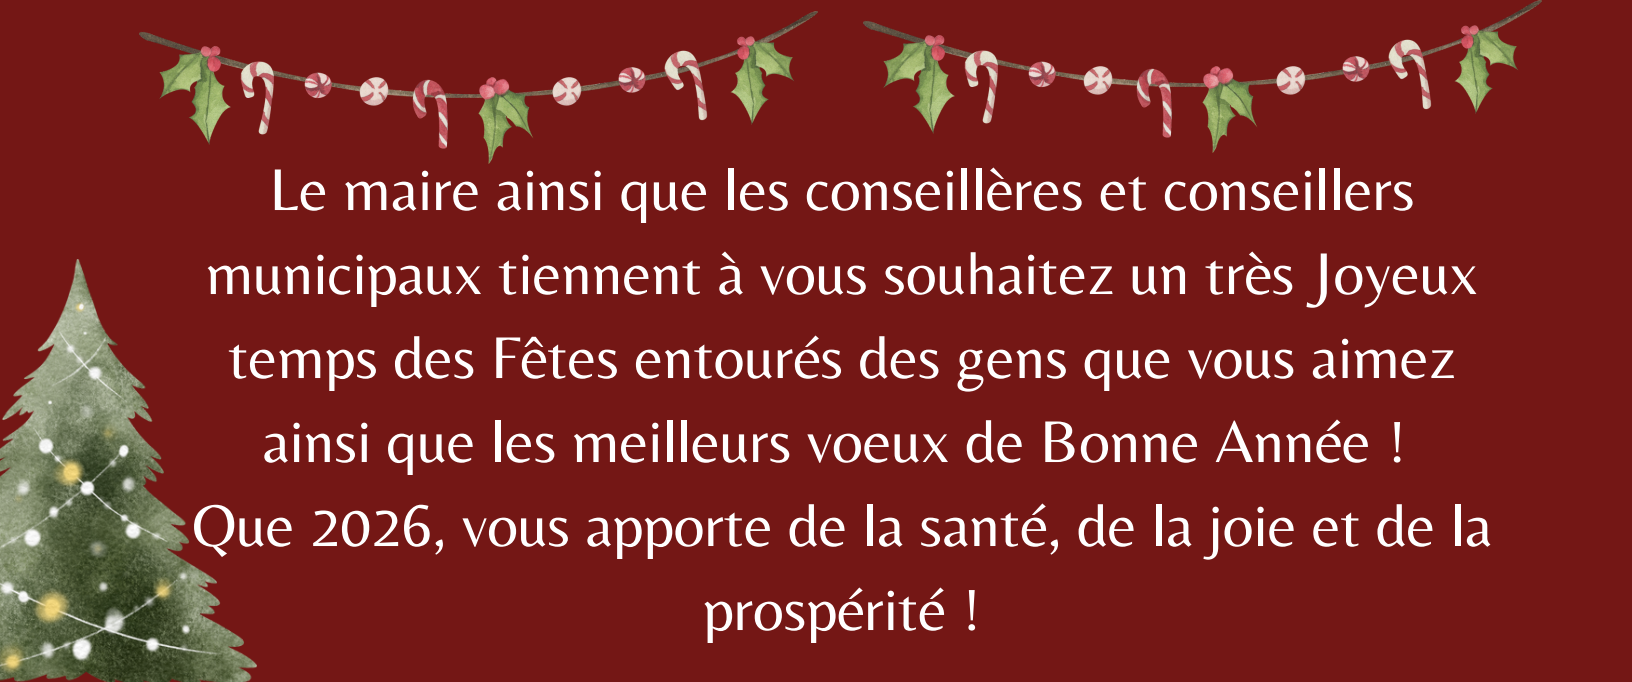 Le maire ainsi que les conseillères et conseillers
municipaux tiennent à vous souhaitez un très Joyeux
temps des Fêtes entourés des gens que vous aimez
ainsi que les meilleurs voeux de Bonne Année !
Que 2026, vous apporte de la santé, de la joie et de la
prospérité !